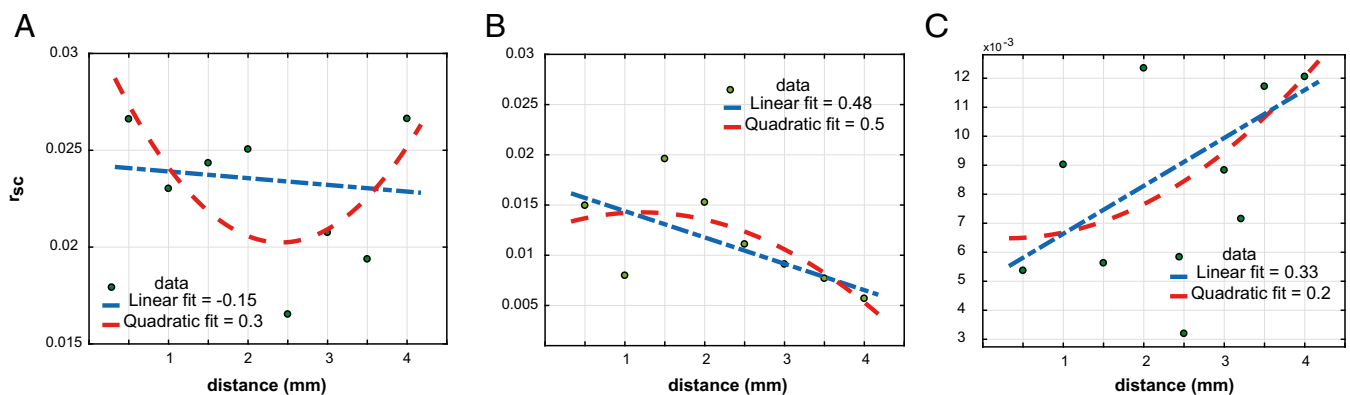 A
0.03
0.025
0.02
0.015
r_sc
data
Linear fit = -0.15
Quadratic fit = 0.3
1 2 3 4
distance (mm)
B
0.03
0.025
0.02
0.015
0.01
0.005
data
Linear fit = 0.48
Quadratic fit = 0.5
1 2 3 4
distance (mm)
C
x10⁻³
12
11
10
9
8
7
6
5
4
3
data
Linear fit = 0.33
Quadratic fit = 0.2
1 2 3 4
distance (mm)